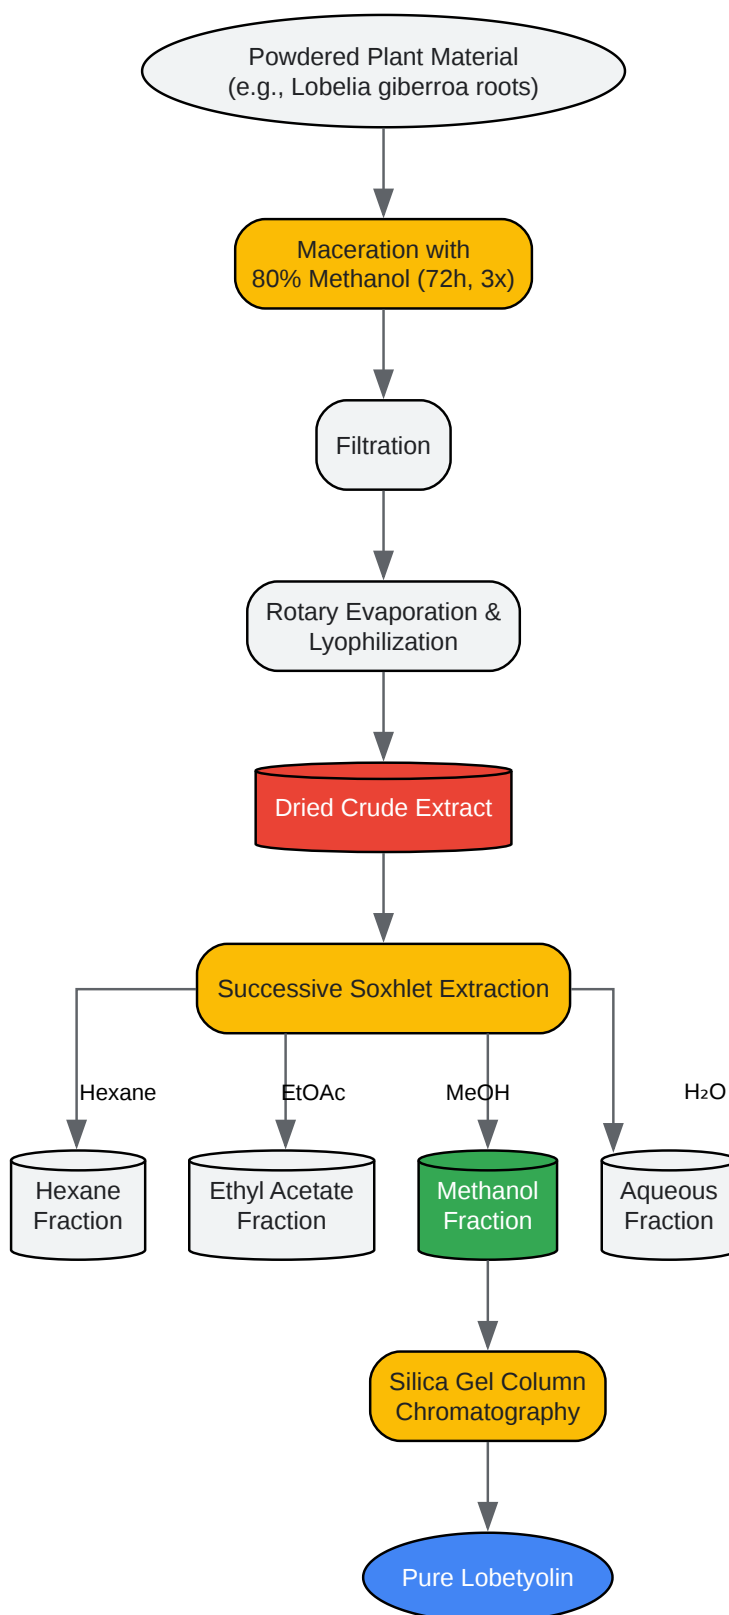 Powdered Plant Material
(e.g., Lobelia giberroa roots)
Maceration with
80% Methanol (72h, 3x)
Filtration
Rotary Evaporation &
Lyophilization
Dried Crude Extract
Successive Soxhlet Extraction
Hexane
EtOAc
MeOH
H₂O
Hexane
Fraction
Ethyl Acetate
Fraction
Methanol
Fraction
Aqueous
Fraction
Silica Gel Column
Chromatography
Pure Lobetyolin